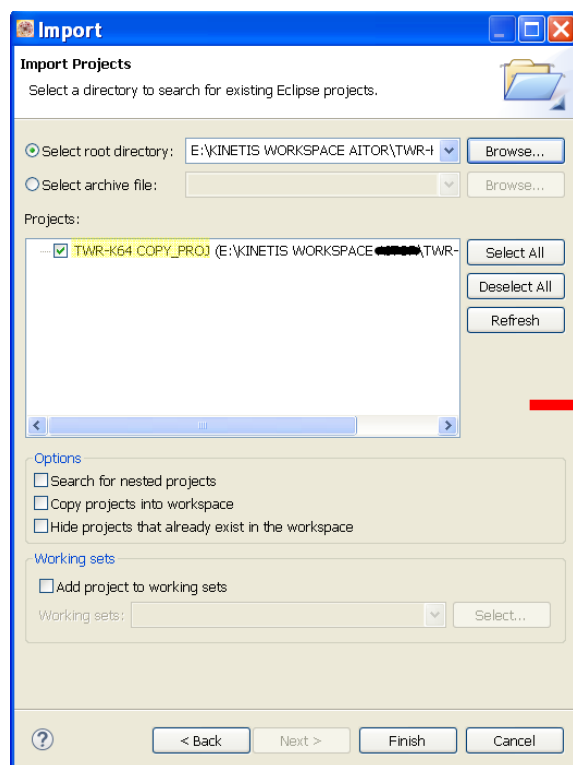 Import
Import Projects
Select a directory to search for existing Eclipse projects.
Select root directory: E:\KINETIS WORKSPACE AITOR\TWR-K Browse...
Select archive file: Browse...
Projects:
TWR-K64 COPY_PROJ (E:\KINETIS WORKSPACE \TWR- Select All
Deselect All
Refresh
Options
Search for nested projects
Copy projects into workspace
Hide projects that already exist in the workspace
Working sets
Add project to working sets
Working sets: Select...
? < Back Next > Finish Cancel